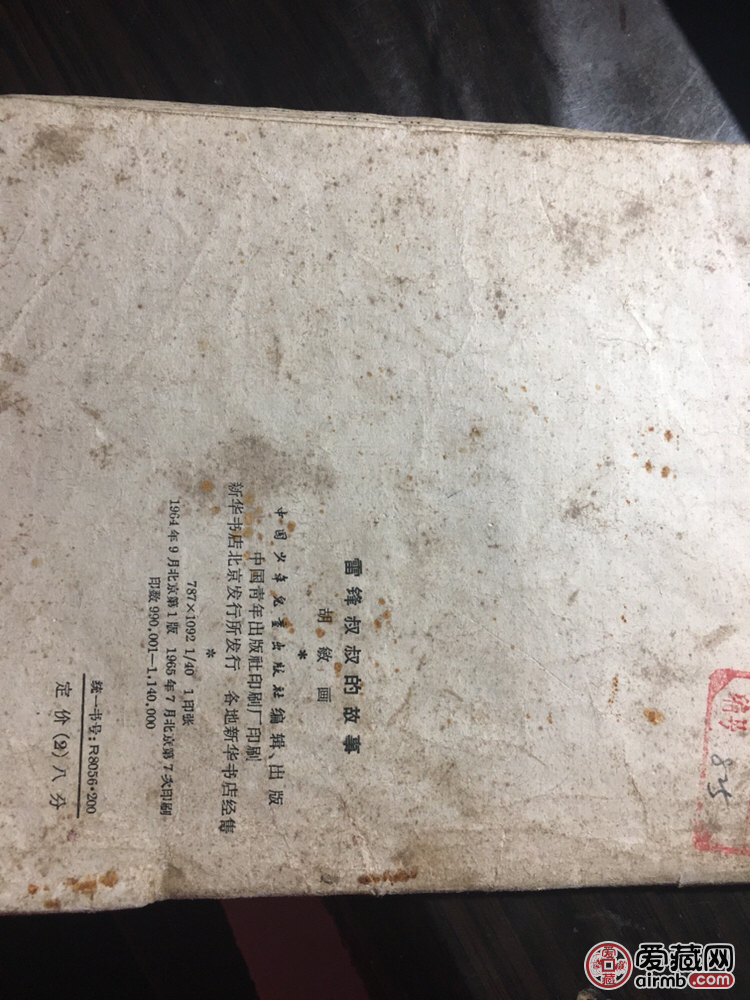 雷锋叔叔的故事
胡敏画
*
中国少年儿童出版社编辑、出版
中国青年出版社印刷厂印刷
新华书店北京发行所发行 各地新华书店经售
*
787×1092 1/40 1印张
1964年9月北京第1版 1965年7月北京第7次印刷
印数 990,001—1,140,000
统一书号:R8056·200
定价(2)八分
825
爱藏网
airmb.com